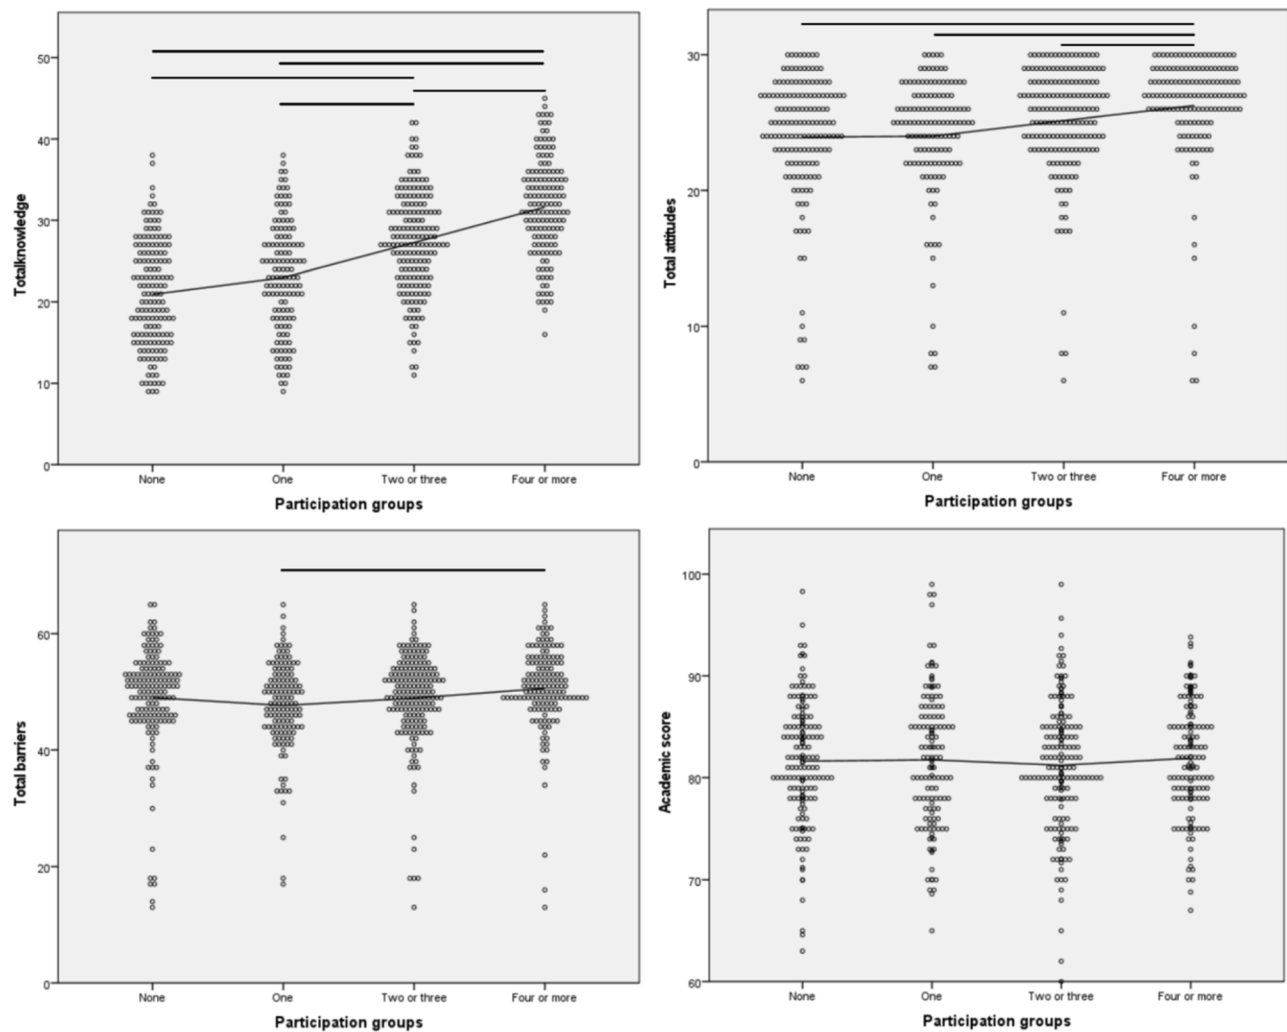 50
40
30
20
10
0
Totalknowledge
None
One
Two or three
Four or more
Participation groups
30
20
10
0
Total attitudes
None
One
Two or three
Four or more
Participation groups
60
40
20
0
Total barriers
None
One
Two or three
Four or more
Participation groups
100
90
80
70
60
Academic score
None
One
Two or three
Four or more
Participation groups